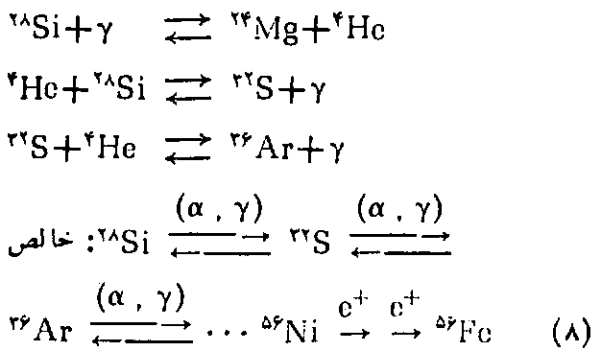 ²⁸Si+γ ⇄ ²⁴Mg+⁴He
⁴He+²⁸Si ⇄ ³²S+γ
³²S+⁴He ⇄ ³⁶Ar+γ
خالص: ²⁸Si (α , γ) ⇄ ³²S (α , γ) ⇄
³⁶Ar (α , γ) ⇄ ... ⁵⁶Ni e⁺ → e⁺ → ⁵⁶Fe (۸)